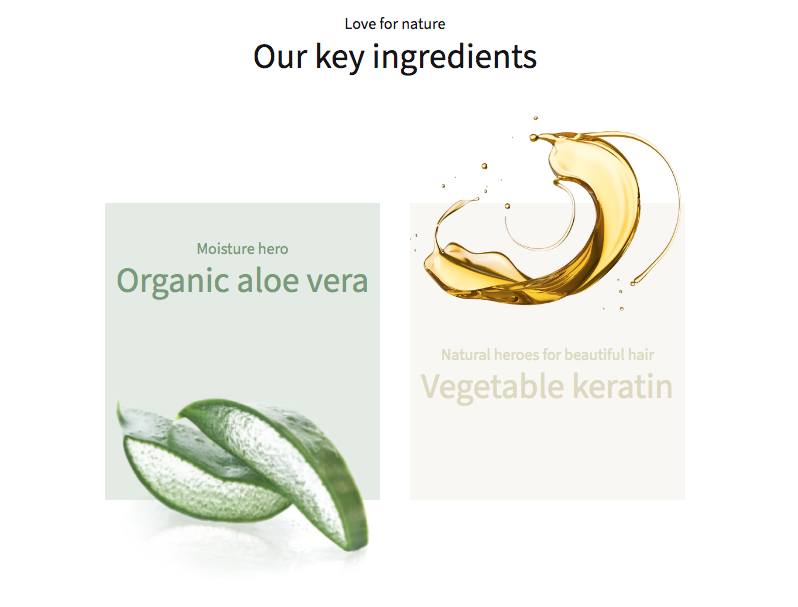 Love for nature
Our key ingredients
Moisture hero
Organic aloe vera
Natural heroes for beautiful hair
Vegetable keratin